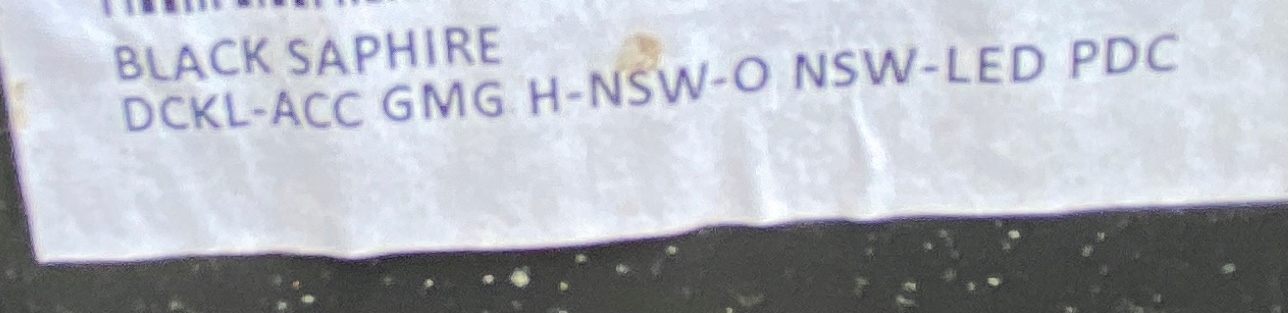 BLACK SAPHIRE
DCKL-ACC GMG H-NSW-O NSW-LED PDC